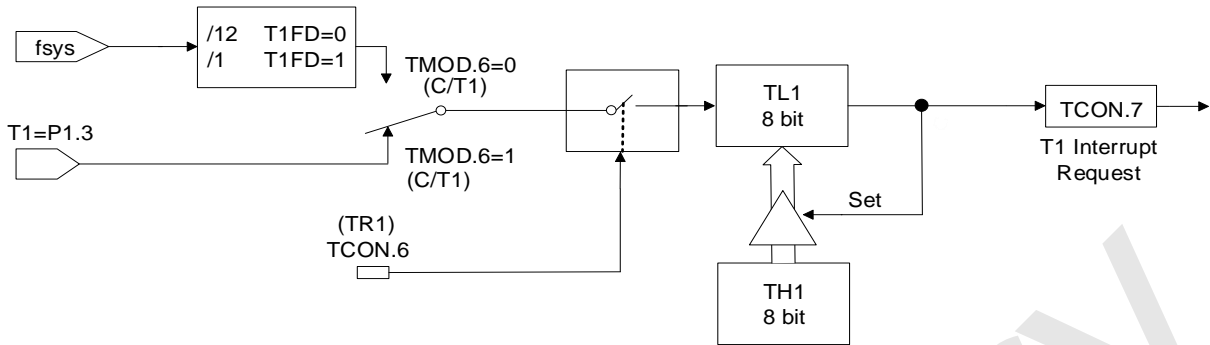 fsys
/12 T1FD=0
/1 T1FD=1
TMOD.6=0
(C/T1)
T1=P1.3
TMOD.6=1
(C/T1)
(TR1)
TCON.6
TL1
8 bit
TCON.7
T1 Interrupt
Request
Set
TH1
8 bit